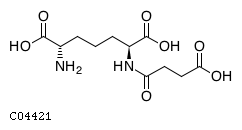 O O
HO OH
NH₂ HN OH
O O
O
C04421